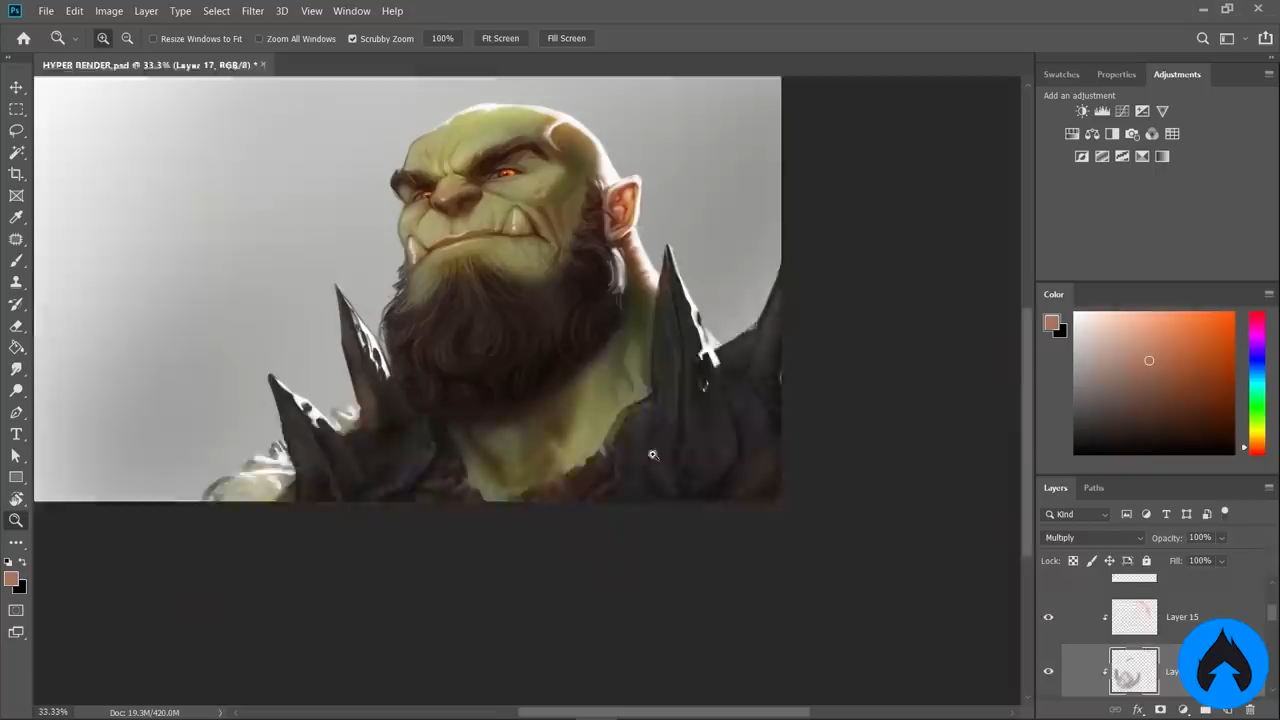 Ps File Edit Image Layer Type Select Filter 3D View Window Help
Resize Windows to Fit Zoom All Windows Scrubby Zoom 100% Fit Screen Fill Screen
HYPER RENDER.psd @ 33.3% (Layer 17, RGB/8) *
Swatches Properties Adjustments
Add an adjustment
Color
Layers Paths
Kind
Multiply Opacity: 100%
Lock: Fill: 100%
Layer 15
33.33% Doc: 19.3M/420.0M